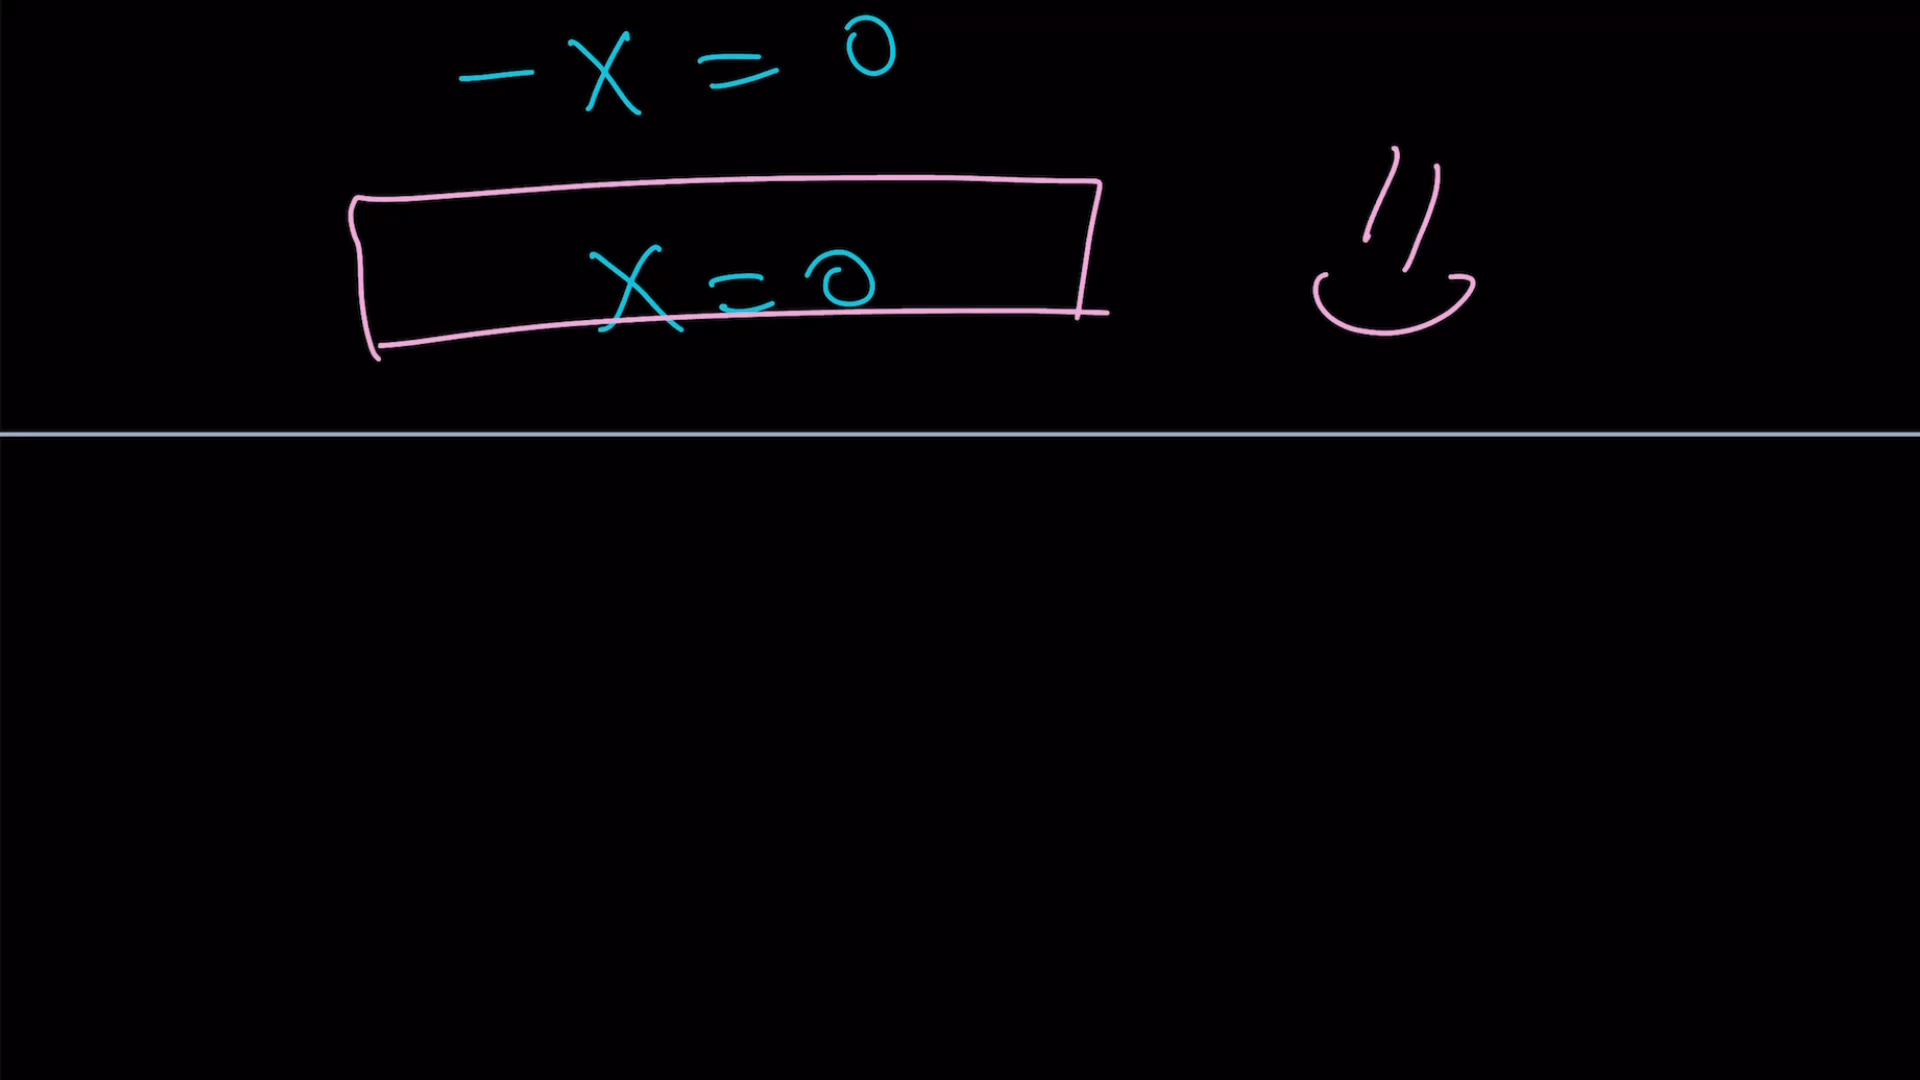 - x = 0
x = 0